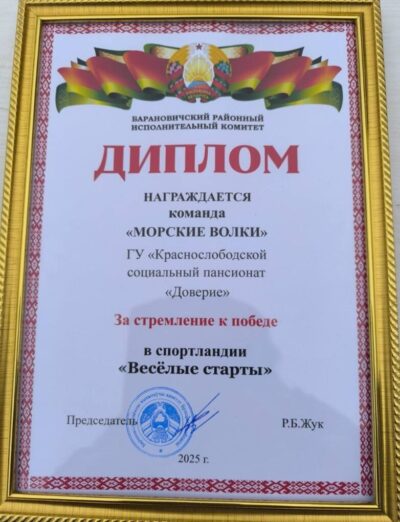 БАРАНОВИЧСКИЙ РАЙОННЫЙ
ИСПОЛНИТЕЛЬНЫЙ КОМИТЕТ
ДИПЛОМ
НАГРАЖДАЕТСЯ
команда
«МОРСКИЕ ВОЛКИ»
ГУ «Краснослободской
социальный пансионат
«Доверие»
За стремление к победе
в спортландии
«Весёлые старты»
Председатель Р.Б.Жук
2025 г.